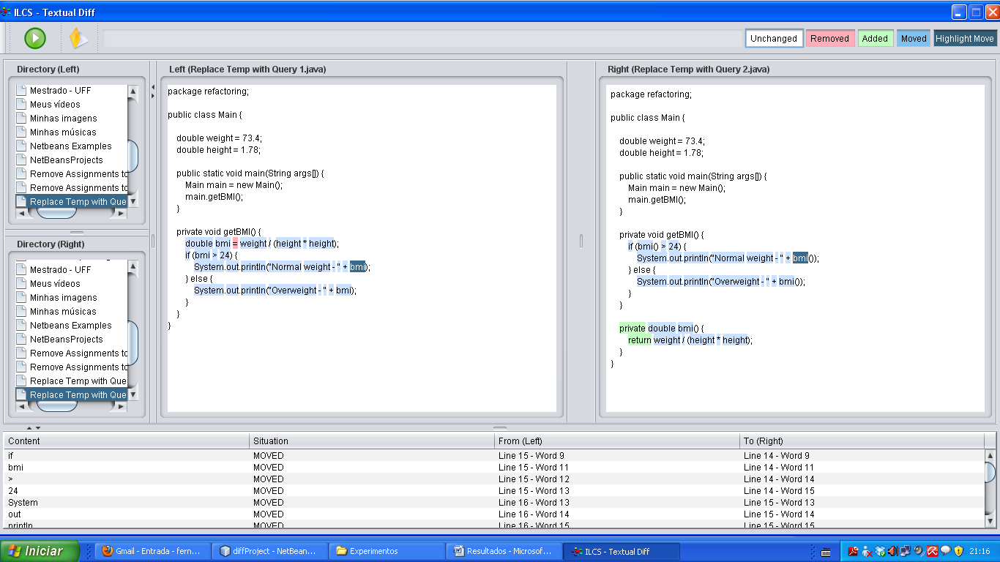 ILCS - Textual Diff
Unchanged Removed Added Moved Highlight Move
Directory (Left)
Mestrado - UFF
Meus vídeos
Minhas imagens
Minhas músicas
Netbeans Examples
NetBeansProjects
Remove Assignments to
Remove Assignments to
Replace Temp with Que
Directory (Right)
Mestrado - UFF
Meus vídeos
Minhas imagens
Minhas músicas
Netbeans Examples
NetBeansProjects
Remove Assignments to
Remove Assignments to
Replace Temp with Que
Replace Temp with Que
Left (Replace Temp with Query 1.java)
package refactoring;
public class Main {
double weight = 73.4;
double height = 1.78;
public static void main(String args[]) {
Main main = new Main();
main.getBMI();
}
private void getBMI() {
double bmi = weight / (height * height);
if (bmi > 24) {
System.out.println("Normal weight - " + bmi);
} else {
System.out.println("Overweight - " + bmi);
}
}
}
Right (Replace Temp with Query 2.java)
package refactoring;
public class Main {
double weight = 73.4;
double height = 1.78;
public static void main(String args[]) {
Main main = new Main();
main.getBMI();
}
private void getBMI() {
if (bmi() > 24) {
System.out.println("Normal weight - " + bmi());
} else {
System.out.println("Overweight - " + bmi());
}
}
private double bmi() {
return weight / (height * height);
}
}
Content Situation From (Left) To (Right)
if MOVED Line 15 - Word 9 Line 14 - Word 9
bmi MOVED Line 15 - Word 11 Line 14 - Word 11
> MOVED Line 15 - Word 12 Line 14 - Word 14
24 MOVED Line 15 - Word 13 Line 14 - Word 15
System MOVED Line 16 - Word 13 Line 15 - Word 13
out MOVED Line 16 - Word 14 Line 15 - Word 14
println MOVED Line 16 - Word 15 Line 15 - Word 15
Iniciar Gmail - Entrada - fern... diffProject - NetBean... Experimentos Resultados - Microsof... ILCS - Textual Diff 21:16